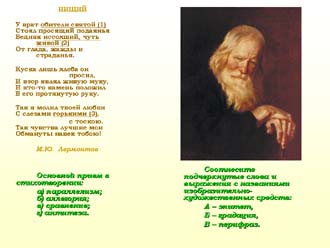 НИЩИЙ
У врат обители святой (1)
Стоял просящий подаянья
Бедняк иссохший, чуть
живой (2)
От глада, жажды и
страданья.
Куска лишь хлеба он
просил,
И взор являл живую муку,
И кто-то камень положил
В его протянутую руку.
Так я молил твоей любви
С слезами горькими (3),
с тоскою.
Так чувства лучшие мои
Обмануты навек тобою!
М.Ю. Лермонтов
Основной прием в
стихотворении:
а) параллелизм;
б) аллегория;
в) сравнение;
г) антитеза.
Соотнесите
подчеркнутые слова и
выражения с названиями
изобразительно-
художественных средств:
А – эпитет,
Б – градация,
В – перифраз.